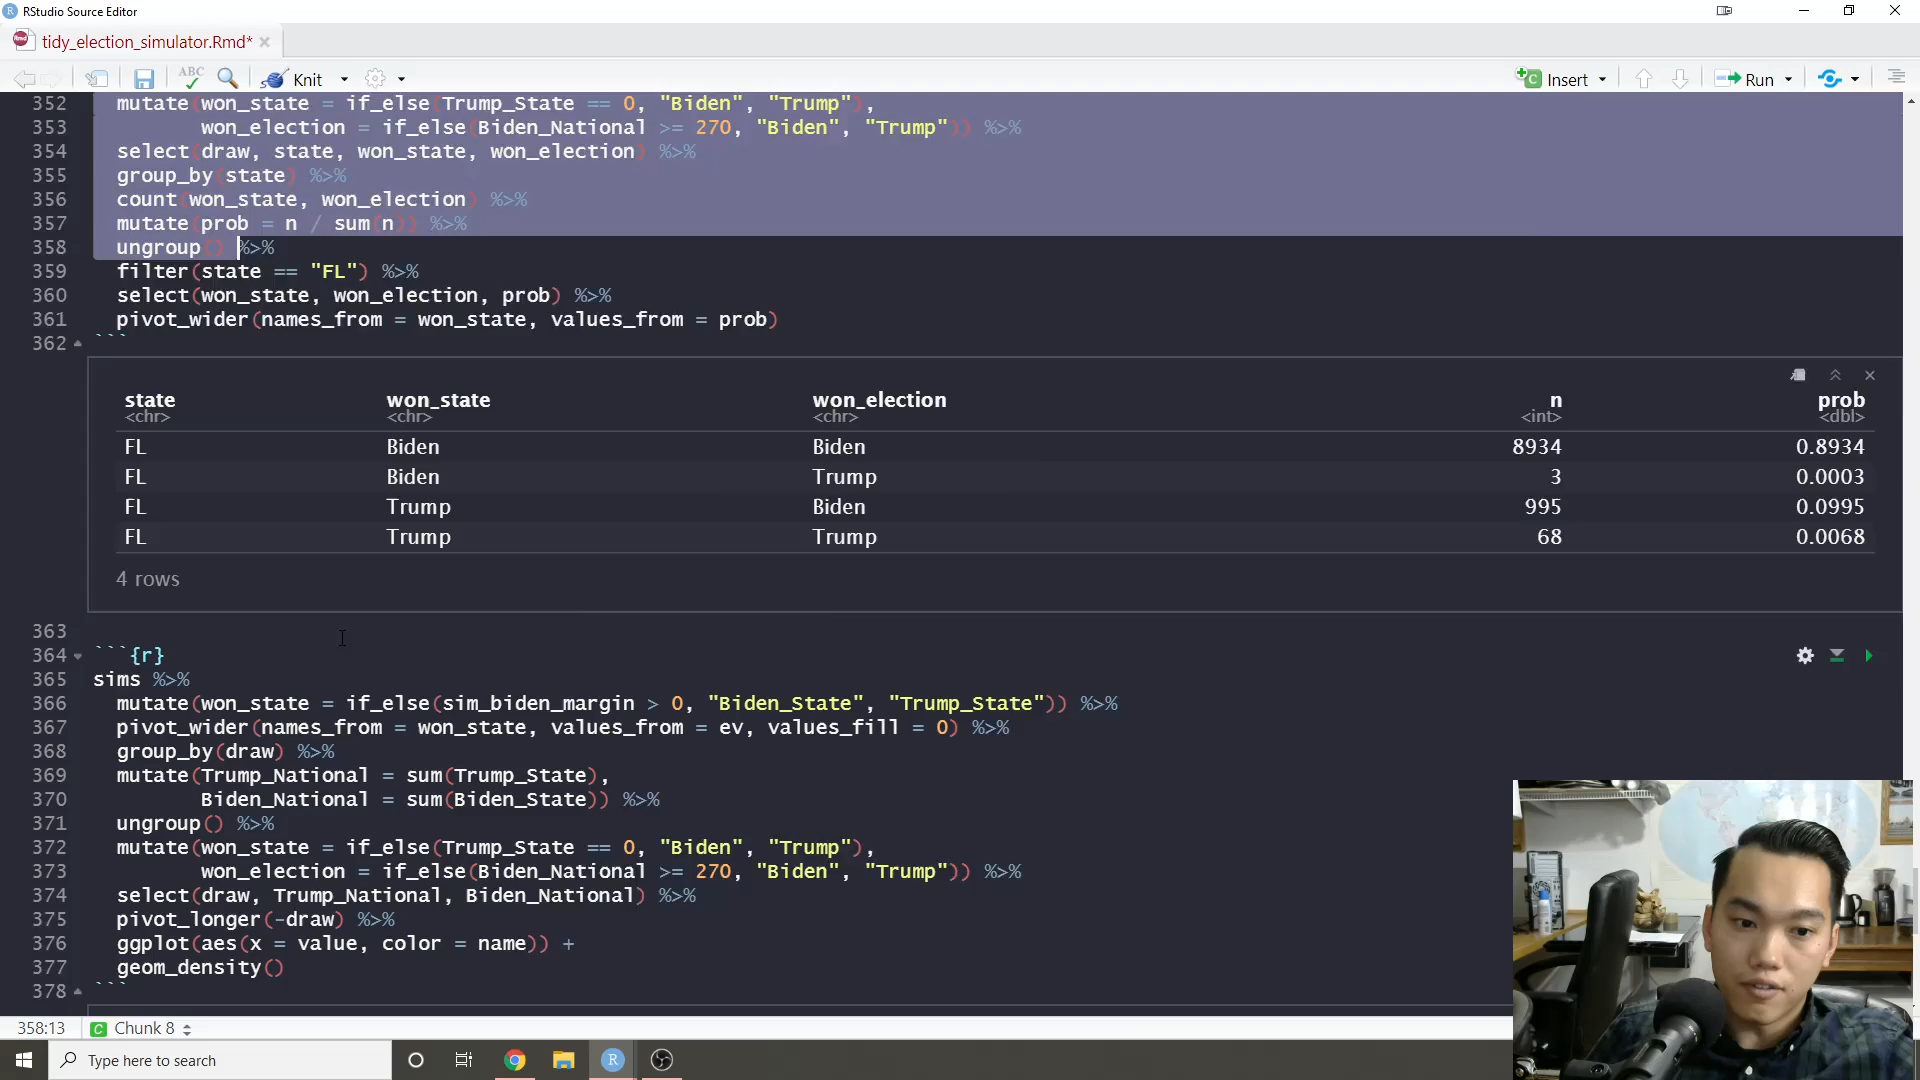 RStudio Source Editor
tidy_election_simulator.Rmd*
ABC Knit Insert Run
352 mutate(won_state = if_else(Trump_State == 0, "Biden", "Trump"),
353 won_election = if_else(Biden_National >= 270, "Biden", "Trump")) %>%
354 select(draw, state, won_state, won_election) %>%
355 group_by(state) %>%
356 count(won_state, won_election) %>%
357 mutate(prob = n / sum(n)) %>%
358 ungroup() %>%
359 filter(state == "FL") %>%
360 select(won_state, won_election, prob) %>%
361 pivot_wider(names_from = won_state, values_from = prob)
362 ```
state won_state won_election n prob
<chr> <chr> <chr> <int> <dbl>
FL Biden Biden 8934 0.8934
FL Biden Trump 3 0.0003
FL Trump Biden 995 0.0995
FL Trump Trump 68 0.0068
4 rows
363
364 ```{r}
365 sims %>%
366 mutate(won_state = if_else(sim_biden_margin > 0, "Biden_State", "Trump_State")) %>%
367 pivot_wider(names_from = won_state, values_from = ev, values_fill = 0) %>%
368 group_by(draw) %>%
369 mutate(Trump_National = sum(Trump_State),
370 Biden_National = sum(Biden_State)) %>%
371 ungroup() %>%
372 mutate(won_state = if_else(Trump_State == 0, "Biden", "Trump"),
373 won_election = if_else(Biden_National >= 270, "Biden", "Trump")) %>%
374 select(draw, Trump_National, Biden_National) %>%
375 pivot_longer(-draw) %>%
376 ggplot(aes(x = value, color = name)) +
377 geom_density()
378 ```
358:13 C Chunk 8
Type here to search